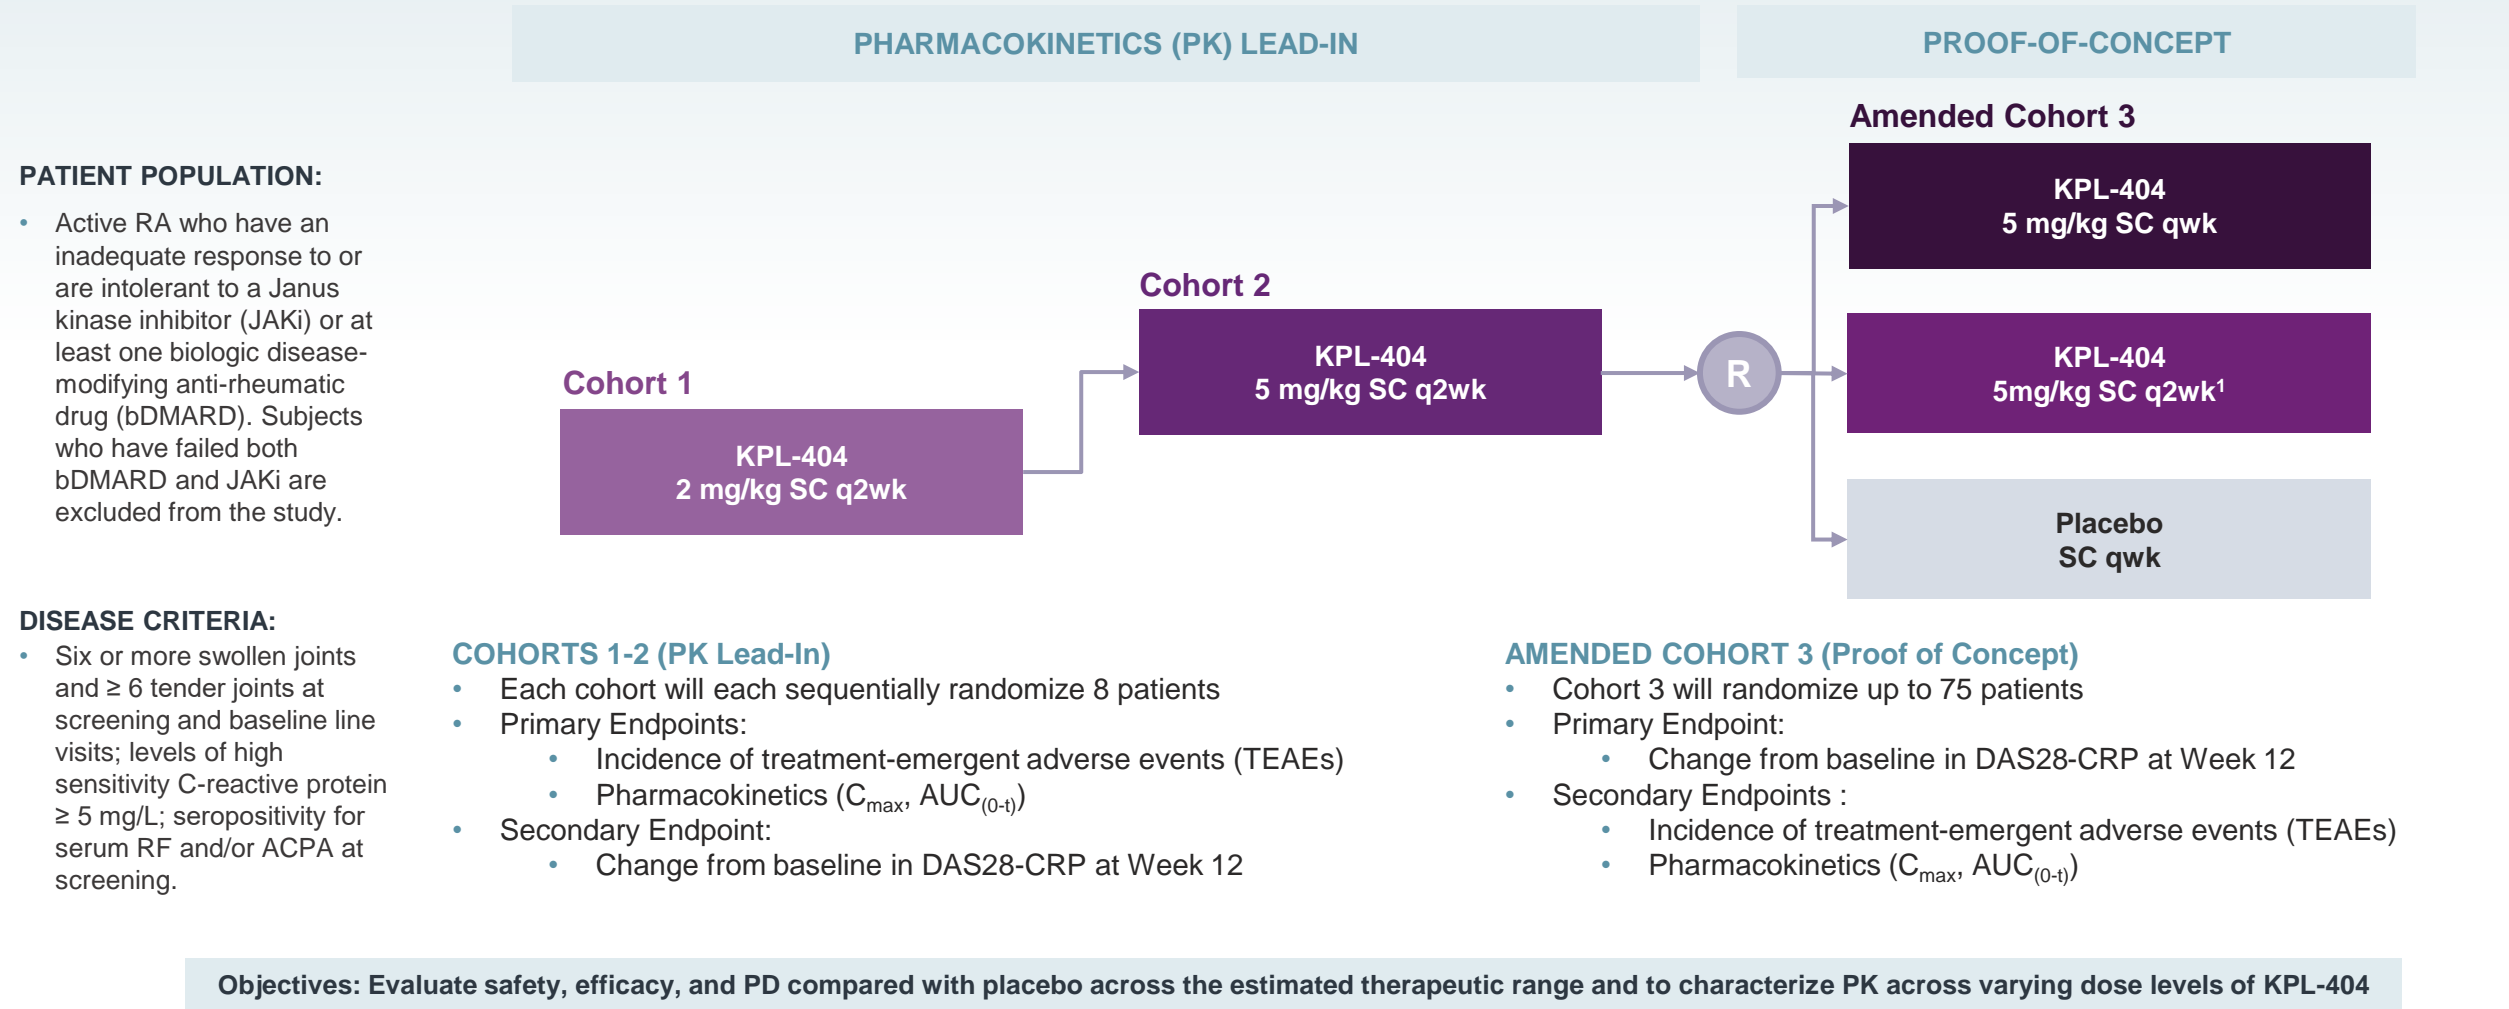 PHARMACOKINETICS (PK) LEAD-IN
PROOF-OF-CONCEPT
PATIENT POPULATION:
• Active RA who have an
inadequate response to or
are intolerant to a Janus
kinase inhibitor (JAKi) or at
least one biologic disease-
modifying anti-rheumatic
drug (bDMARD). Subjects
who have failed both
bDMARD and JAKi are
excluded from the study.
DISEASE CRITERIA:
• Six or more swollen joints
and ≥ 6 tender joints at
screening and baseline line
visits; levels of high
sensitivity C-reactive protein
≥ 5 mg/L; seropositivity for
serum RF and/or ACPA at
screening.
Cohort 1
KPL-404
2 mg/kg SC q2wk
Cohort 2
KPL-404
5 mg/kg SC q2wk
R
Amended Cohort 3
KPL-404
5 mg/kg SC qwk
KPL-404
5mg/kg SC q2wk¹
Placebo
SC qwk
COHORTS 1-2 (PK Lead-In)
• Each cohort will each sequentially randomize 8 patients
• Primary Endpoints:
• Incidence of treatment-emergent adverse events (TEAEs)
• Pharmacokinetics (Cmax, AUC(0-t))
• Secondary Endpoint:
• Change from baseline in DAS28-CRP at Week 12
AMENDED COHORT 3 (Proof of Concept)
• Cohort 3 will randomize up to 75 patients
• Primary Endpoint:
• Change from baseline in DAS28-CRP at Week 12
• Secondary Endpoints :
• Incidence of treatment-emergent adverse events (TEAEs)
• Pharmacokinetics (Cmax, AUC(0-t))
Objectives: Evaluate safety, efficacy, and PD compared with placebo across the estimated therapeutic range and to characterize PK across varying dose levels of KPL-404